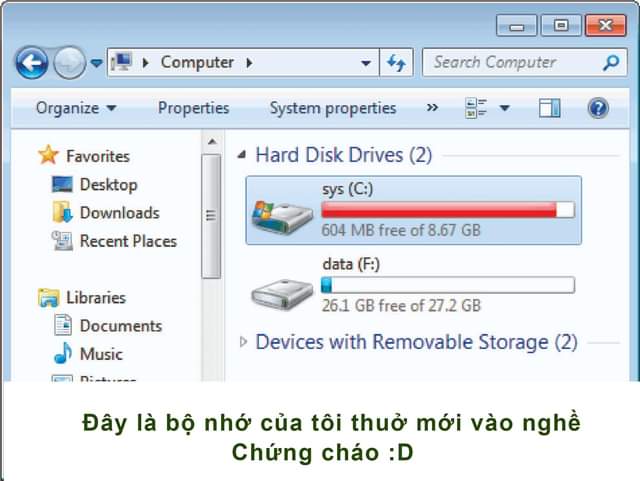 Computer
Search Computer
Organize
Properties
System properties
»
Favorites
Desktop
Downloads
Recent Places
Libraries
Documents
Music
Pictures
Hard Disk Drives (2)
sys (C:)
604 MB free of 8.67 GB
data (F:)
26.1 GB free of 27.2 GB
Devices with Removable Storage (2)
Đây là bộ nhớ của tôi thuở mới vào nghề
Chứng cháo :D